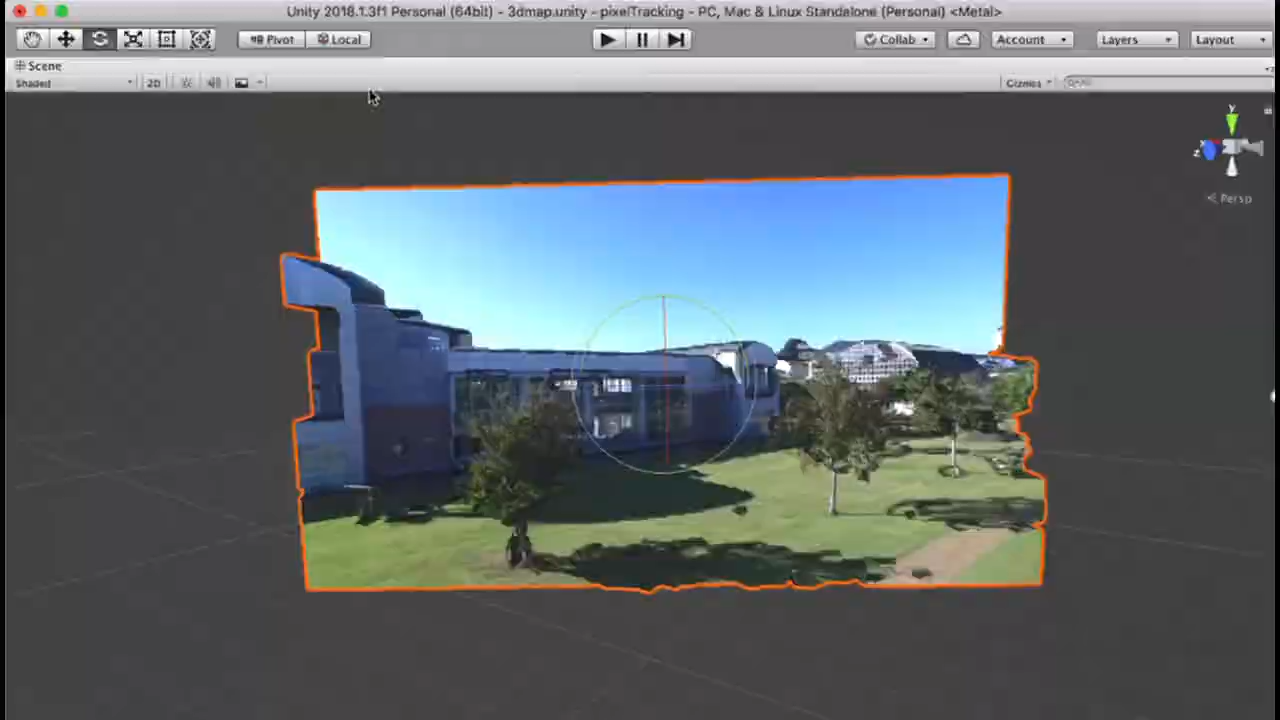 Unity 2018.1.3f1 Personal (64bit) - 3dmap.unity - pixelTracking - PC, Mac & Linux Standalone (Personal) <Metal>
Pivot Local Collab Account Layers Layout
Scene
Shaded 2D Gizmos
y
z
Persp